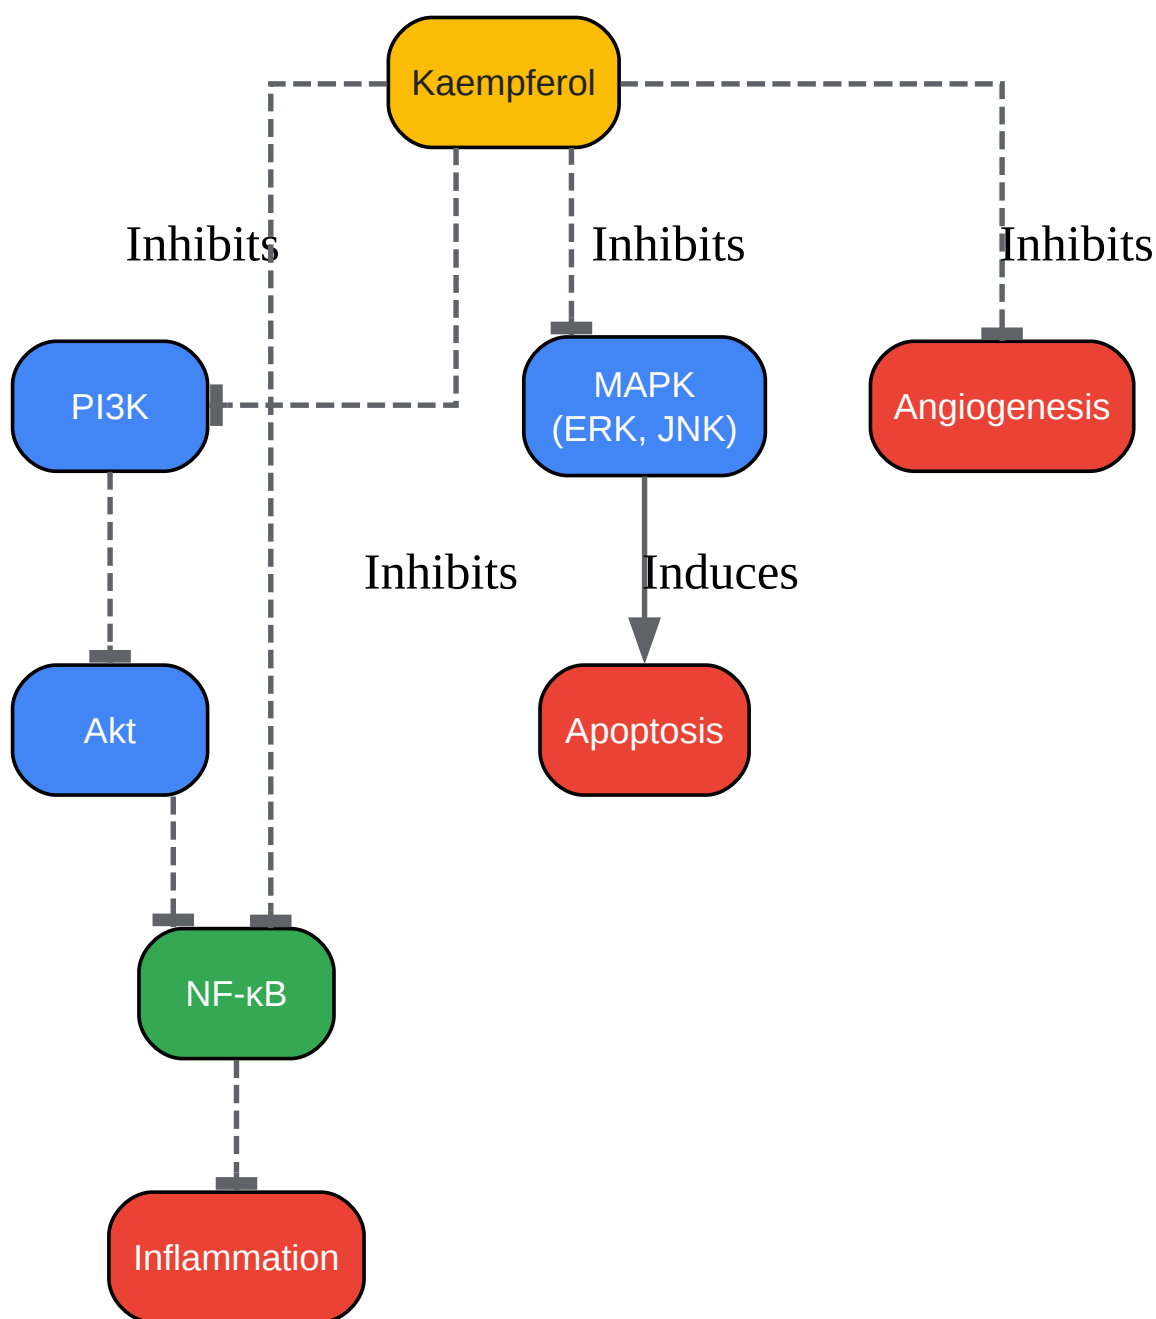 Kaempferol
Inhibits
Inhibits
Inhibits
PI3K
MAPK
(ERK, JNK)
Angiogenesis
Inhibits
Induces
Akt
Apoptosis
NF-κB
Inflammation